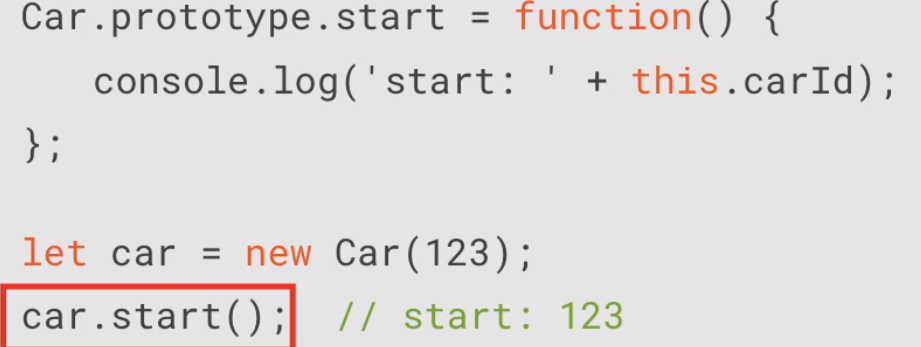 Car.prototype.start = function() {
   console.log('start: ' + this.carId);
};

let car = new Car(123);
car.start();  // start: 123